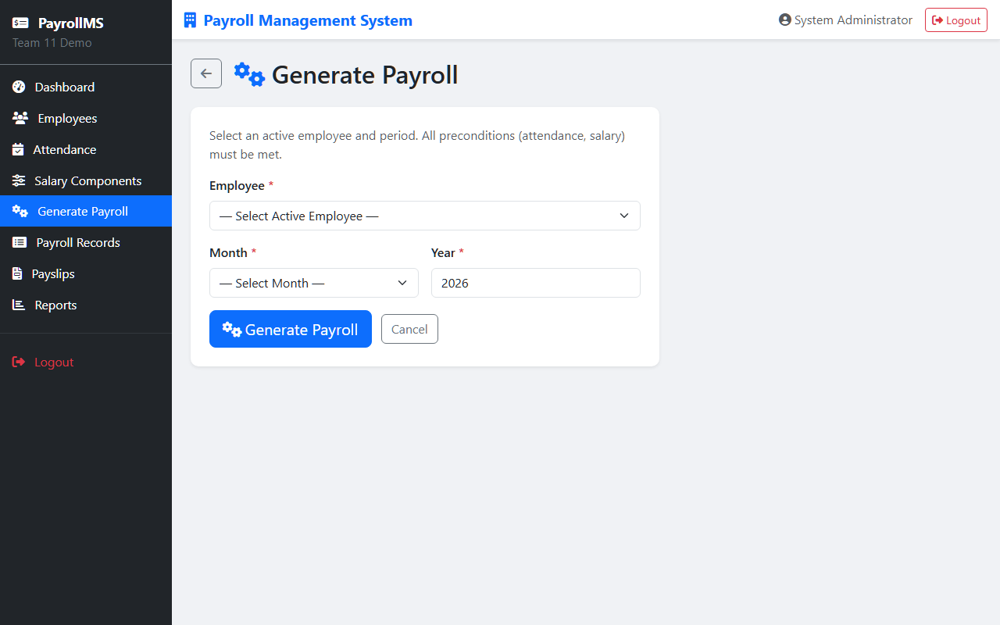 PayrollMS
Team 11 Demo
Dashboard
Employees
Attendance
Salary Components
Generate Payroll
Payroll Records
Payslips
Reports
Logout
Payroll Management System
System Administrator
Logout
Generate Payroll
Select an active employee and period. All preconditions (attendance, salary)
must be met.
Employee *
— Select Active Employee —
Month *
Year *
— Select Month —
2026
Generate Payroll
Cancel